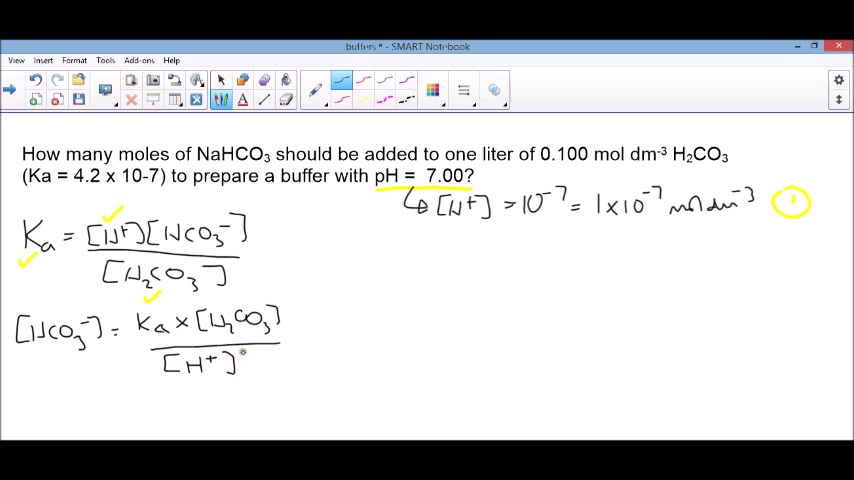 buffers * - SMART Notebook
View Insert Format Tools Add-ons Help
How many moles of NaHCO₃ should be added to one liter of 0.100 mol dm⁻³ H₂CO₃
(Ka = 4.2 x 10-7) to prepare a buffer with pH = 7.00?
↳ [H⁺] = 10⁻⁷ = 1 x 10⁻⁷ mol dm⁻³ 1
Ka = [H⁺][HCO₃⁻]
[H₂CO₃]
[HCO₃⁻] = Ka x [H₂CO₃]
[H⁺]